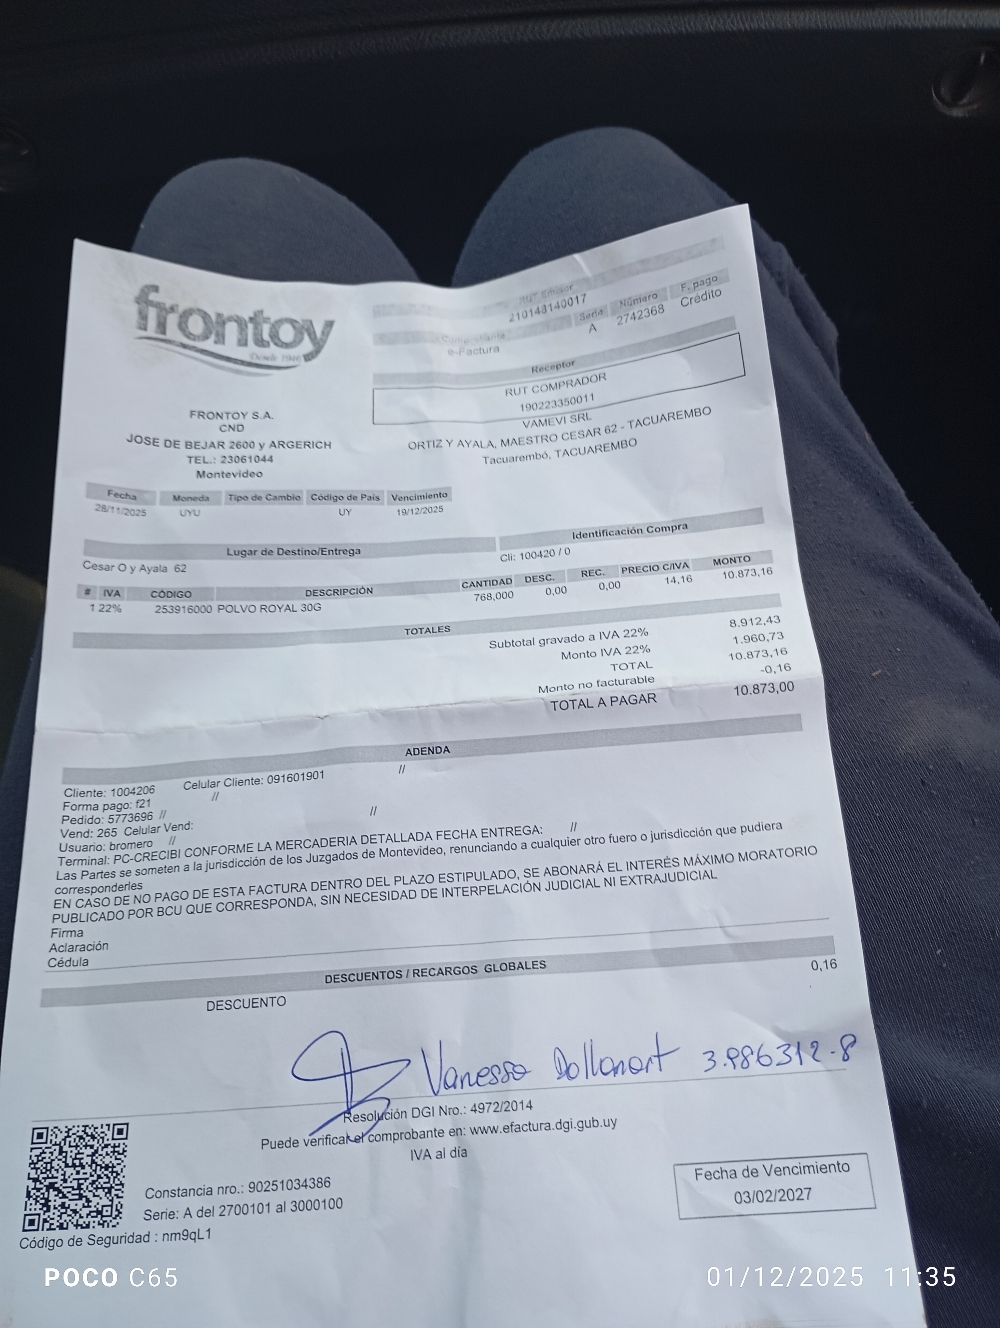 frontoy
Desde 1946
FRONTOY S.A.
CND
JOSE DE BEJAR 2600 y ARGERICH
TEL.: 23061044
Montevideo
RUT Emisor
210143140017
Serie Número F. pago
A 2742368 Crédito
e-Factura
Receptor
RUT COMPRADOR
190223350011
VAMEVI SRL
ORTIZ Y AYALA, MAESTRO CESAR 62 - TACUAREMBO
Tacuarembó, TACUAREMBO
Fecha Moneda Tipo de Cambio Código de País Vencimiento
28/11/2025 UYU UY 19/12/2025
Lugar de Destino/Entrega Identificación Compra
Cesar O y Ayala 62 Cli: 100420 / 0
# IVA CÓDIGO DESCRIPCIÓN CANTIDAD DESC. REC. PRECIO C/IVA MONTO
1 22% 253916000 POLVO ROYAL 30G 768,000 0,00 0,00 14,16 10.873,16
TOTALES
Subtotal gravado a IVA 22% 8.912,43
Monto IVA 22% 1.960,73
TOTAL 10.873,16
Monto no facturable -0,16
TOTAL A PAGAR 10.873,00
ADENDA
Cliente: 1004206 Celular Cliente: 091601901 //
Forma pago: f21 //
Pedido: 5773696 //
Vend: 265 Celular Vend: //
Usuario: bromero //
Terminal: PC-CRECIBI CONFORME LA MERCADERIA DETALLADA FECHA ENTREGA: //
Las Partes se someten a la jurisdicción de los Juzgados de Montevideo, renunciando a cualquier otro fuero o jurisdicción que pudiera
corresponderles
EN CASO DE NO PAGO DE ESTA FACTURA DENTRO DEL PLAZO ESTIPULADO, SE ABONARÁ EL INTERÉS MÁXIMO MORATORIO
PUBLICADO POR BCU QUE CORRESPONDA, SIN NECESIDAD DE INTERPELACIÓN JUDICIAL NI EXTRAJUDICIAL
Firma
Aclaración
Cédula
DESCUENTOS / RECARGOS GLOBALES
DESCUENTO 0,16
Vanessa Dollanart 3.986312-8
Resolución DGI Nro.: 4972/2014
Puede verificar el comprobante en: www.efactura.dgi.gub.uy
IVA al día
Constancia nro.: 90251034386
Serie: A del 2700101 al 3000100
Código de Seguridad : nm9qL1
Fecha de Vencimiento
03/02/2027
POCO C65
01/12/2025 11:35